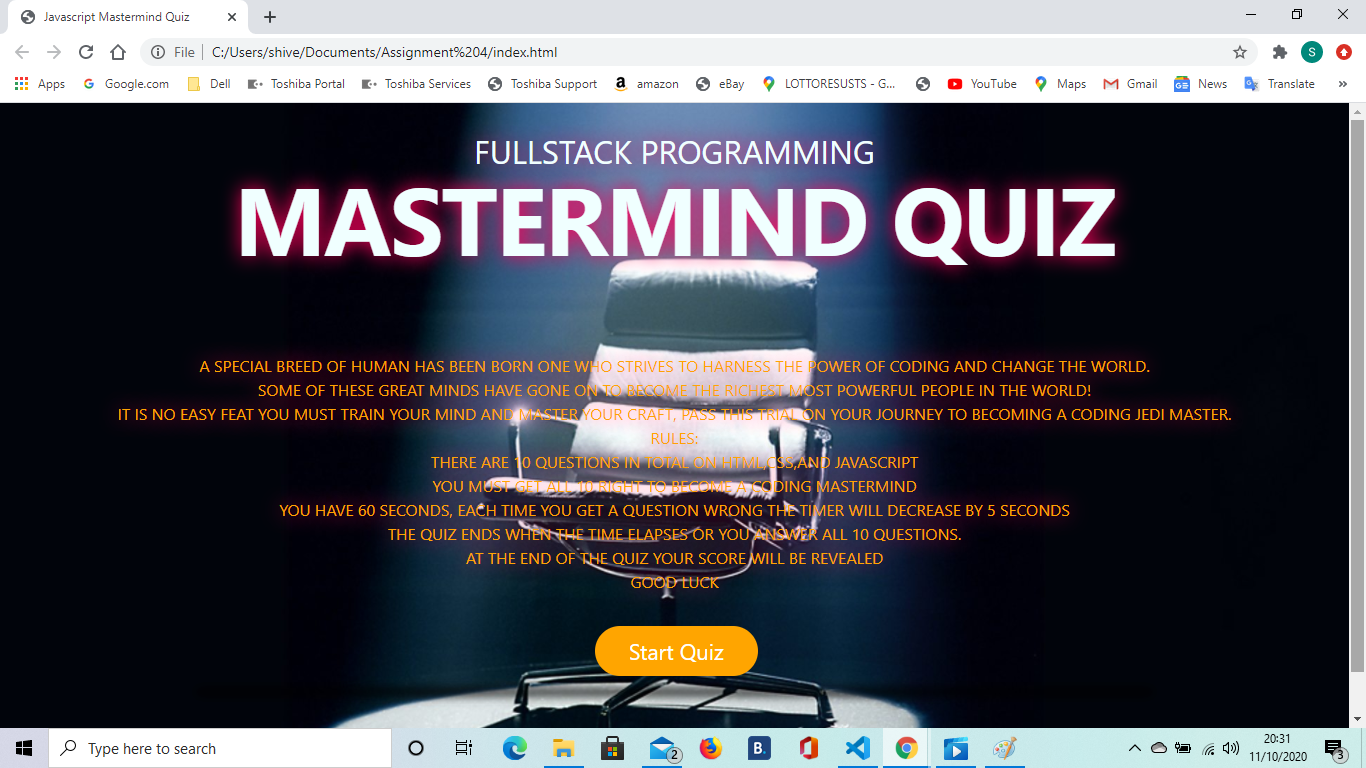 Javascript Mastermind Quiz
File
C:/Users/shive/Documents/Assignment%204/index.html
S
Apps
Google.com
Dell
Toshiba Portal
Toshiba Services
Toshiba Support
amazon
eBay
LOTTORESUSTS - G...
YouTube
Maps
Gmail
News
Translate
FULLSTACK PROGRAMMING
MASTERMIND QUIZ
A SPECIAL BREED OF HUMAN HAS BEEN BORN ONE WHO STRIVES TO HARNESS THE POWER OF CODING AND CHANGE THE WORLD.
SOME OF THESE GREAT MINDS HAVE GONE ON TO BECOME THE RICHEST MOST POWERFUL PEOPLE IN THE WORLD!
IT IS NO EASY FEAT YOU MUST TRAIN YOUR MIND AND MASTER YOUR CRAFT, PASS THIS TRIAL ON YOUR JOURNEY TO BECOMING A CODING JEDI MASTER.
RULES:
THERE ARE 10 QUESTIONS IN TOTAL ON HTML,CSS,AND JAVASCRIPT
YOU MUST GET ALL 10 RIGHT TO BECOME A CODING MASTERMIND
YOU HAVE 60 SECONDS, EACH TIME YOU GET A QUESTION WRONG THE TIMER WILL DECREASE BY 5 SECONDS
THE QUIZ ENDS WHEN THE TIME ELAPSES OR YOU ANSWER ALL 10 QUESTIONS.
AT THE END OF THE QUIZ YOUR SCORE WILL BE REVEALED
GOOD LUCK
Start Quiz
Type here to search
2
B.
20:31
11/10/2020
3